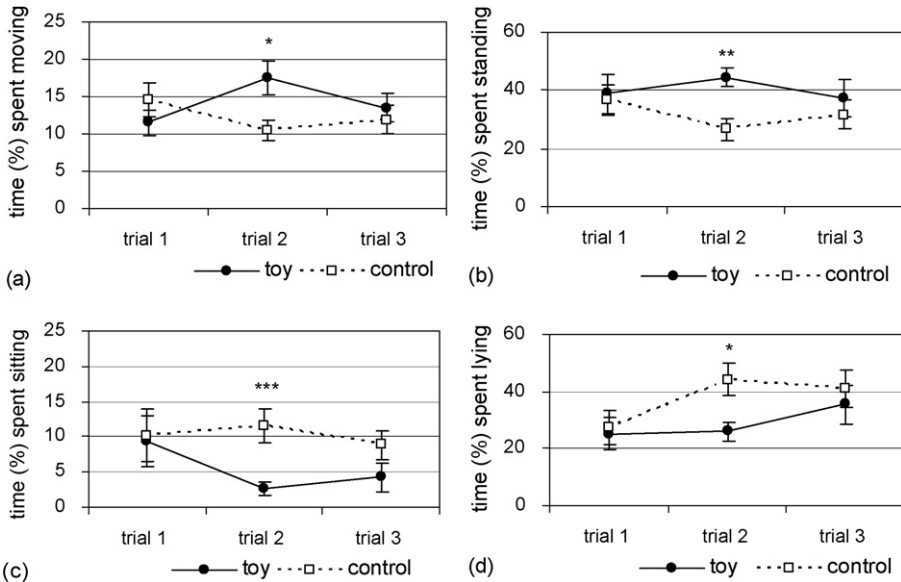 time (%) spent moving
25
20
15
10
5
0
*
trial 1 trial 2 trial 3
(a)
toy control
time (%) spent standing
60
40
20
0
**
trial 1 trial 2 trial 3
(b)
toy control
time (%) spent sitting
25
20
15
10
5
0
***
trial 1 trial 2 trial 3
(c)
toy control
time (%) spent lying
60
40
20
0
*
trial 1 trial 2 trial 3
(d)
toy control